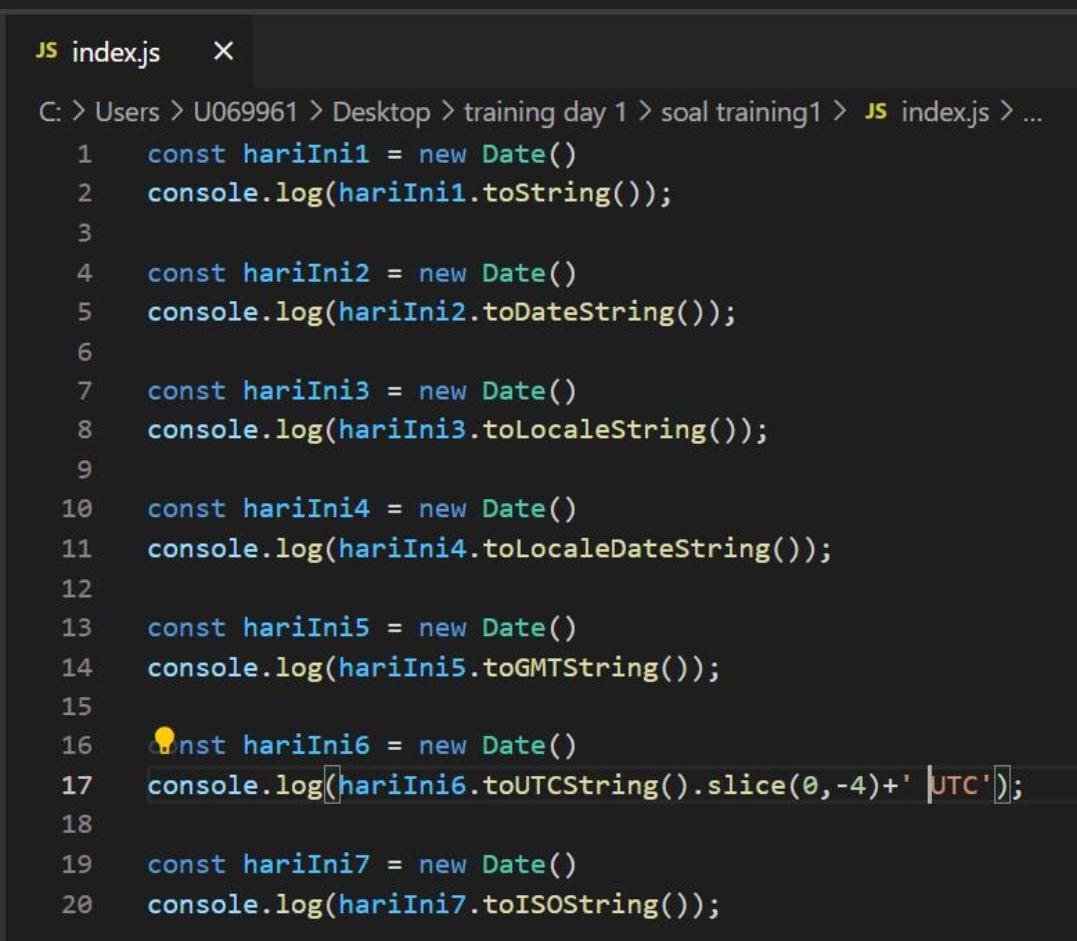 JS index.js ×
C: > Users > U069961 > Desktop > training day 1 > soal training1 > JS index.js > ...
1 const hariIni1 = new Date()
2 console.log(hariIni1.toString());
3
4 const hariIni2 = new Date()
5 console.log(hariIni2.toDateString());
6
7 const hariIni3 = new Date()
8 console.log(hariIni3.toLocaleString());
9
10 const hariIni4 = new Date()
11 console.log(hariIni4.toLocaleDateString());
12
13 const hariIni5 = new Date()
14 console.log(hariIni5.toGMTString());
15
16 const hariIni6 = new Date()
17 console.log(hariIni6.toUTCString().slice(0,-4)+' UTC');
18
19 const hariIni7 = new Date()
20 console.log(hariIni7.toISOString());